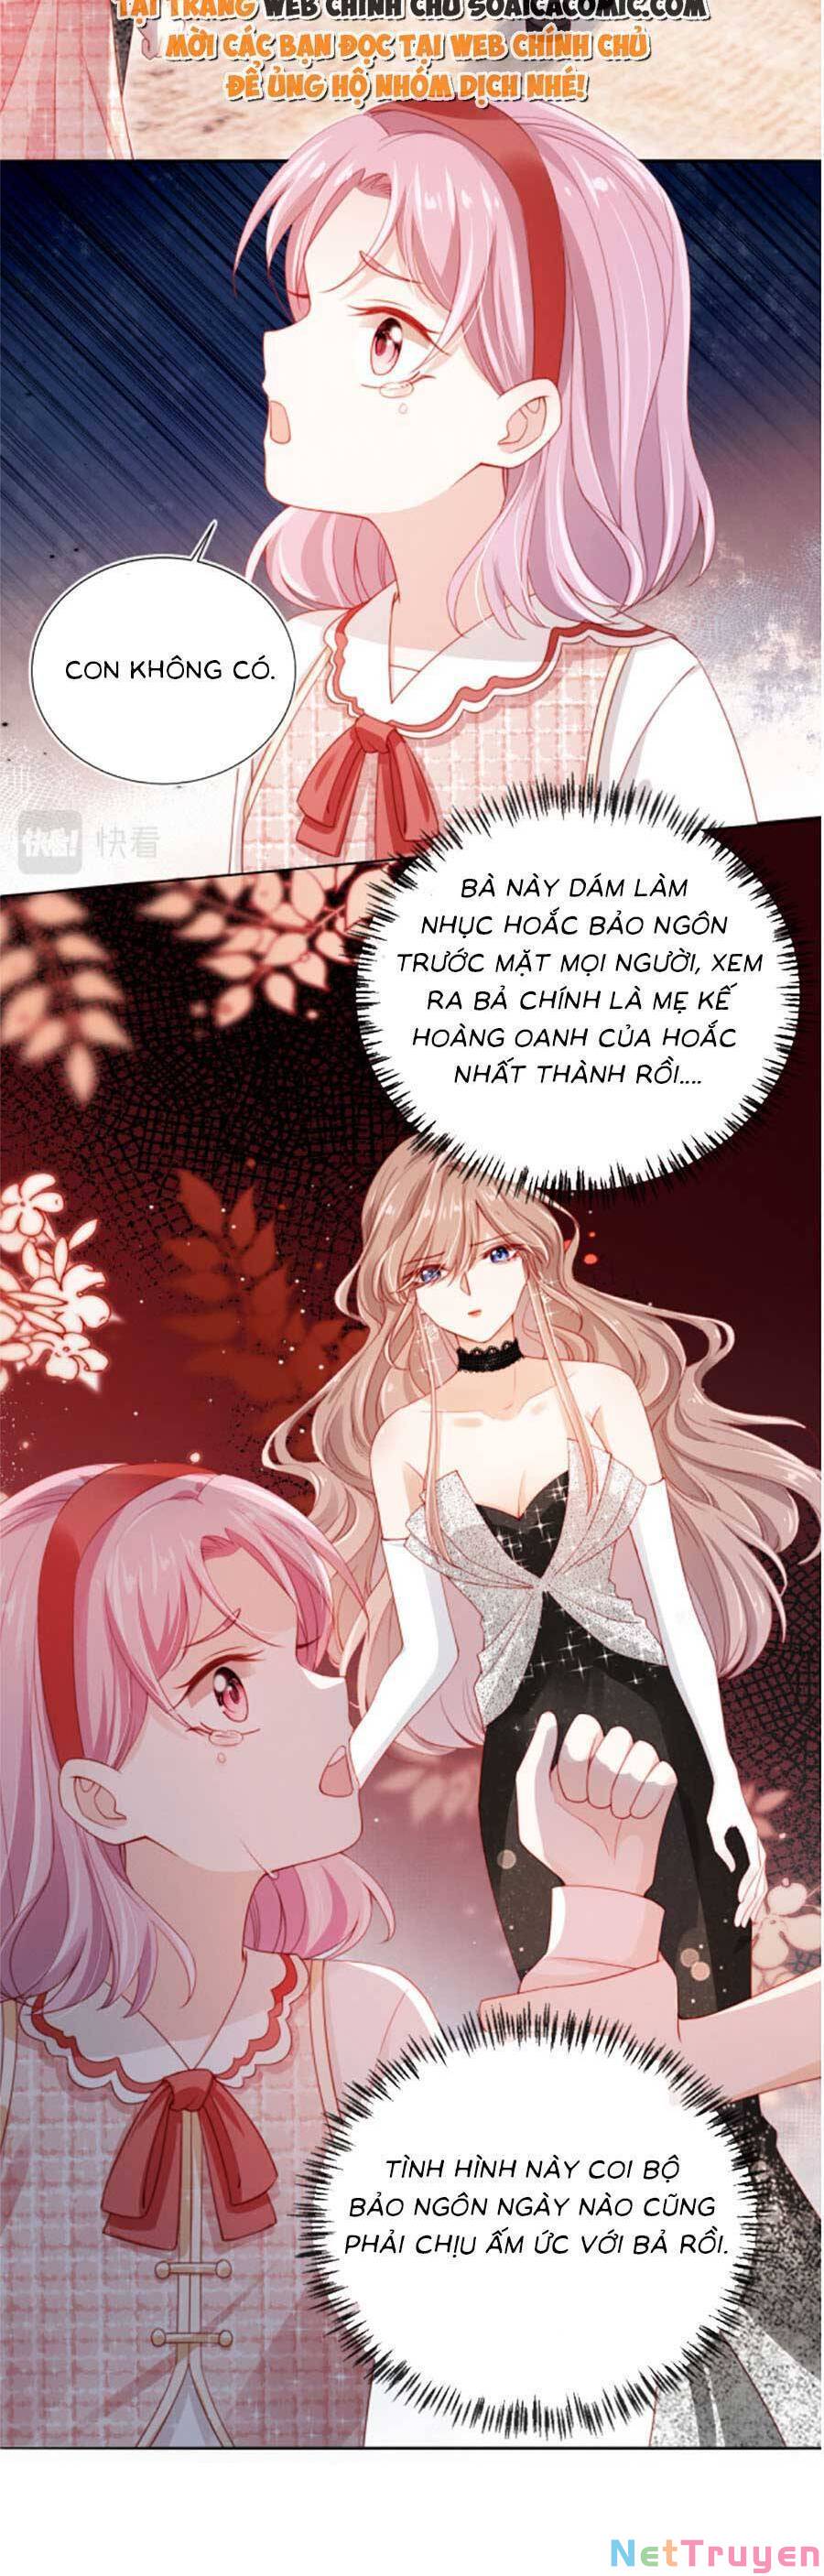 TẠI TRANG WEB CHÍNH CHỦ SOAICACOMIC.COM
MỜI CÁC BẠN ĐỌC TẠI WEB CHÍNH CHỦ
ĐỂ ỦNG HỘ NHÓM DỊCH NHÉ!
CON KHÔNG CÓ.
快看! 快看
BÀ NÀY DÁM LÀM
NHỤC HOẮC BẢO NGÔN
TRƯỚC MẶT MỌI NGƯỜI, XEM
RA BẢ CHÍNH LÀ MẸ KẾ
HOÀNG OANH CỦA HOẮC
NHẤT THÀNH RỒI....
TÌNH HÌNH NÀY COI BỘ
BẢO NGÔN NGÀY NÀO CŨNG
PHẢI CHỊU ẤM ỨC VỚI BẢ RỒI.
NetTruyen